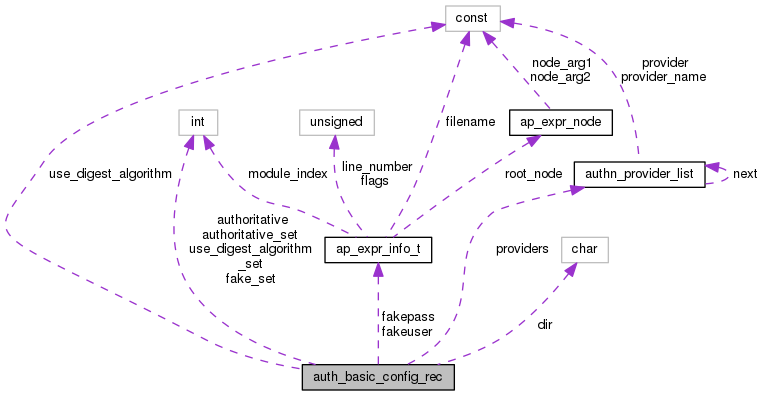 const
node_arg1
node_arg2
provider
provider_name
int
unsigned
filename
ap_expr_node
use_digest_algorithm
module_index
line_number
flags
root_node
authn_provider_list
next
authoritative
authoritative_set
use_digest_algorithm
_set
fake_set
ap_expr_info_t
providers
char
fakepass
fakeuser
dir
auth_basic_config_rec